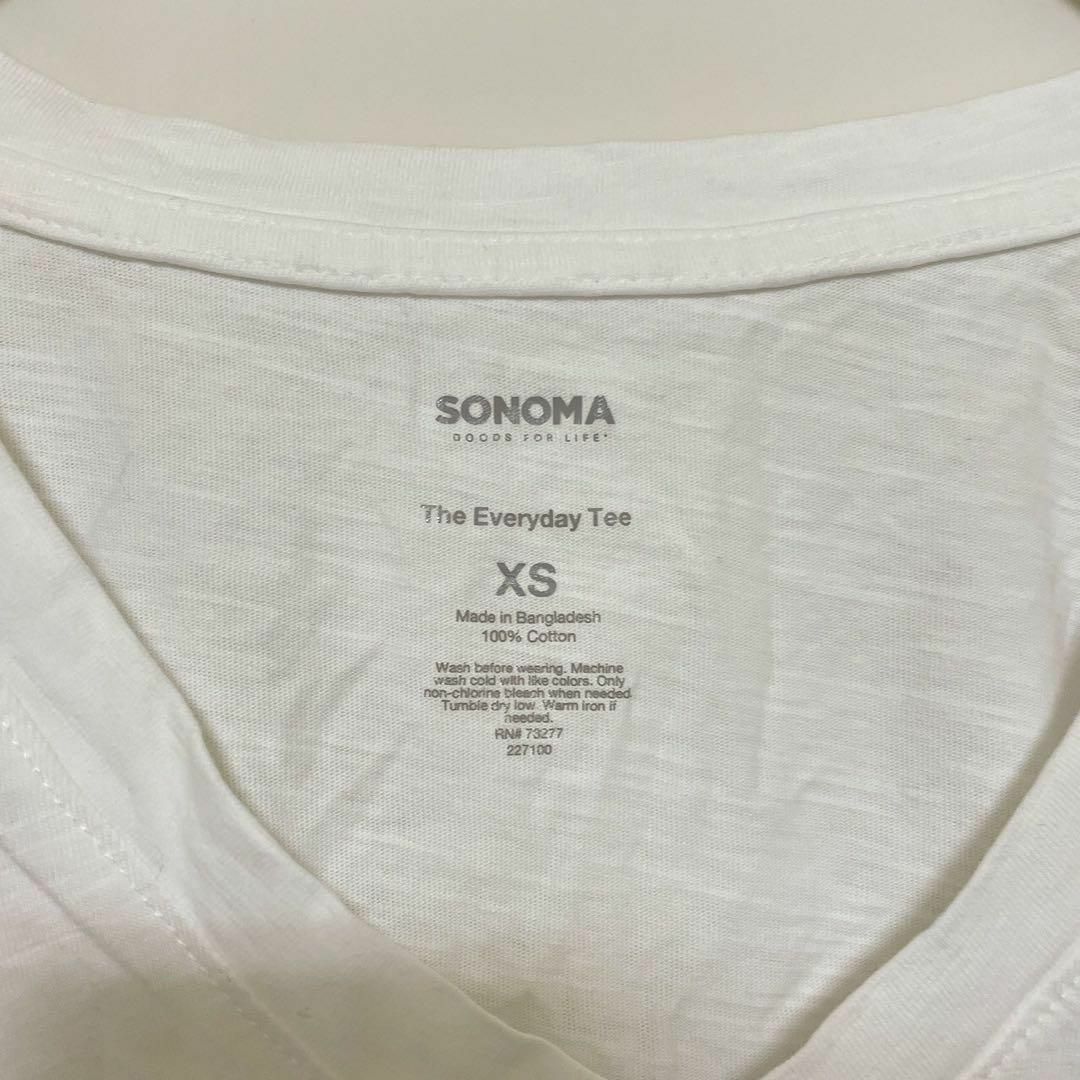 SONOMA
GOODS FOR LIFE
The Everyday Tee
XS
Made in Bangladesh
100% Cotton
Wash before wearing. Machine
wash cold with like colors. Only
non-chlorine bleach when needed.
Tumble dry low. Warm iron if
needed.
RN# 73277
227100